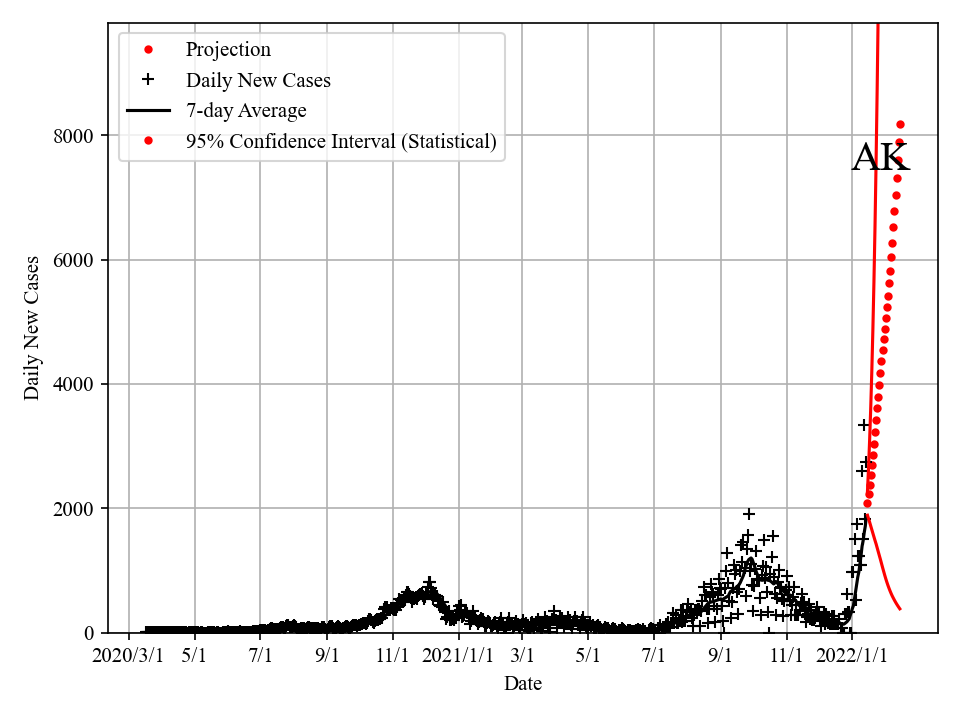 Projection
Daily New Cases
7-day Average
95% Confidence Interval (Statistical)
AK
Daily New Cases
8000
6000
4000
2000
0
2020/3/1 5/1 7/1 9/1 11/1 2021/1/1 3/1 5/1 7/1 9/1 11/1 2022/1/1
Date